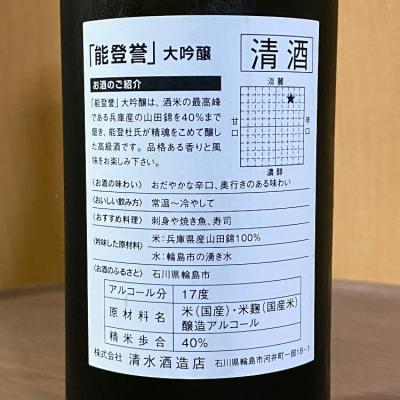 「能登誉」大吟醸
清酒
お酒のご紹介
「能登誉」大吟醸は、酒米の最高峰
である兵庫産の山田錦を40%まで
磨き、能登杜氏が精魂をこめて醸し
た高級酒です。品格ある香りと風
味をお楽しみ下さい。
淡麗
甘口
辛口
濃醇
〈お酒の味わい〉 おだやかな辛口、奥行きのある味わい
〈おいしい飲み方〉 常温〜冷やして
〈おすすめ料理〉 刺身や焼き魚、寿司
〈吟味した原材料〉 米:兵庫県産山田錦100%
水:輪島市の湧き水
〈お酒のふるさと〉 石川県輪島市
アルコール分 17度
原材料名 米(国産)・米麹(国産米)
醸造アルコール
精米歩合 40%
株式会社 清水酒造店 石川県輪島市河井町一部18-1